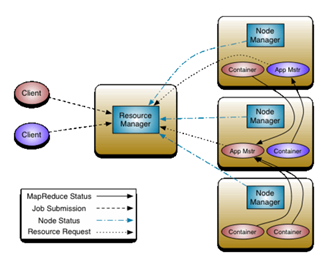 Client
Client
Resource
Manager
Node
Manager
Container
App Mstr
Node
Manager
App Mstr
Container
Node
Manager
Container
Container
MapReduce Status
Job Submission
Node Status
Resource Request